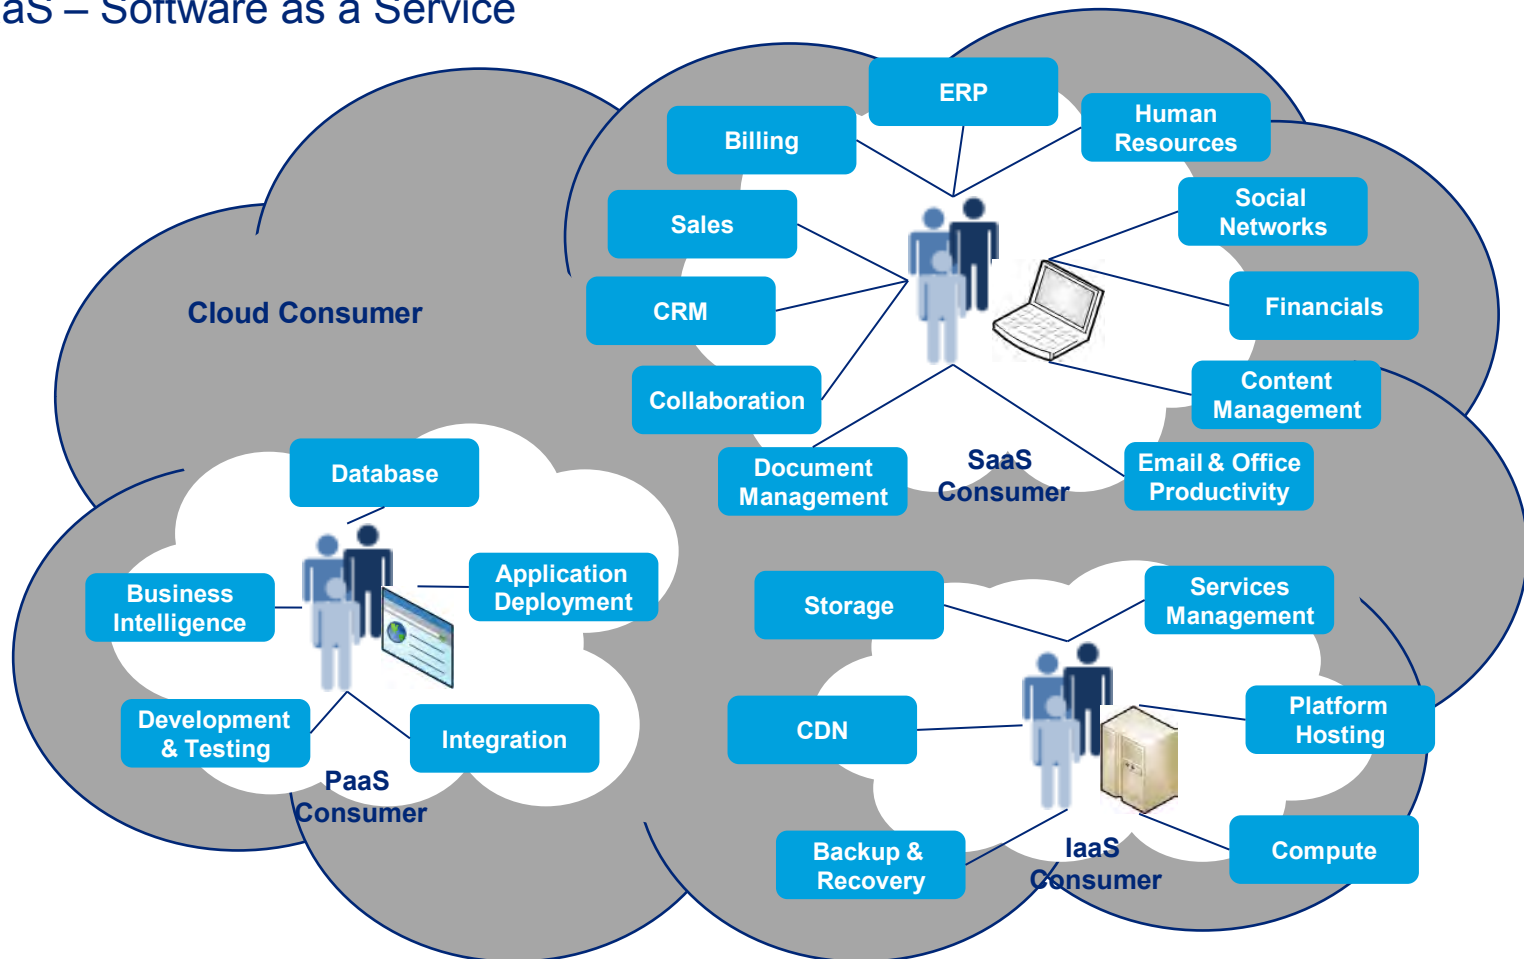 aS – Software as a Service
ERP
Human
Resources
Billing
Social
Networks
Sales
Cloud Consumer
CRM
Financials
Collaboration
Content
Management
Document
Management
SaaS
Consumer
Email & Office
Productivity
Database
Application
Deployment
Business
Intelligence
Development
& Testing
Integration
PaaS
Consumer
Storage
Services
Management
CDN
Platform
Hosting
Backup &
Recovery
IaaS
Consumer
Compute